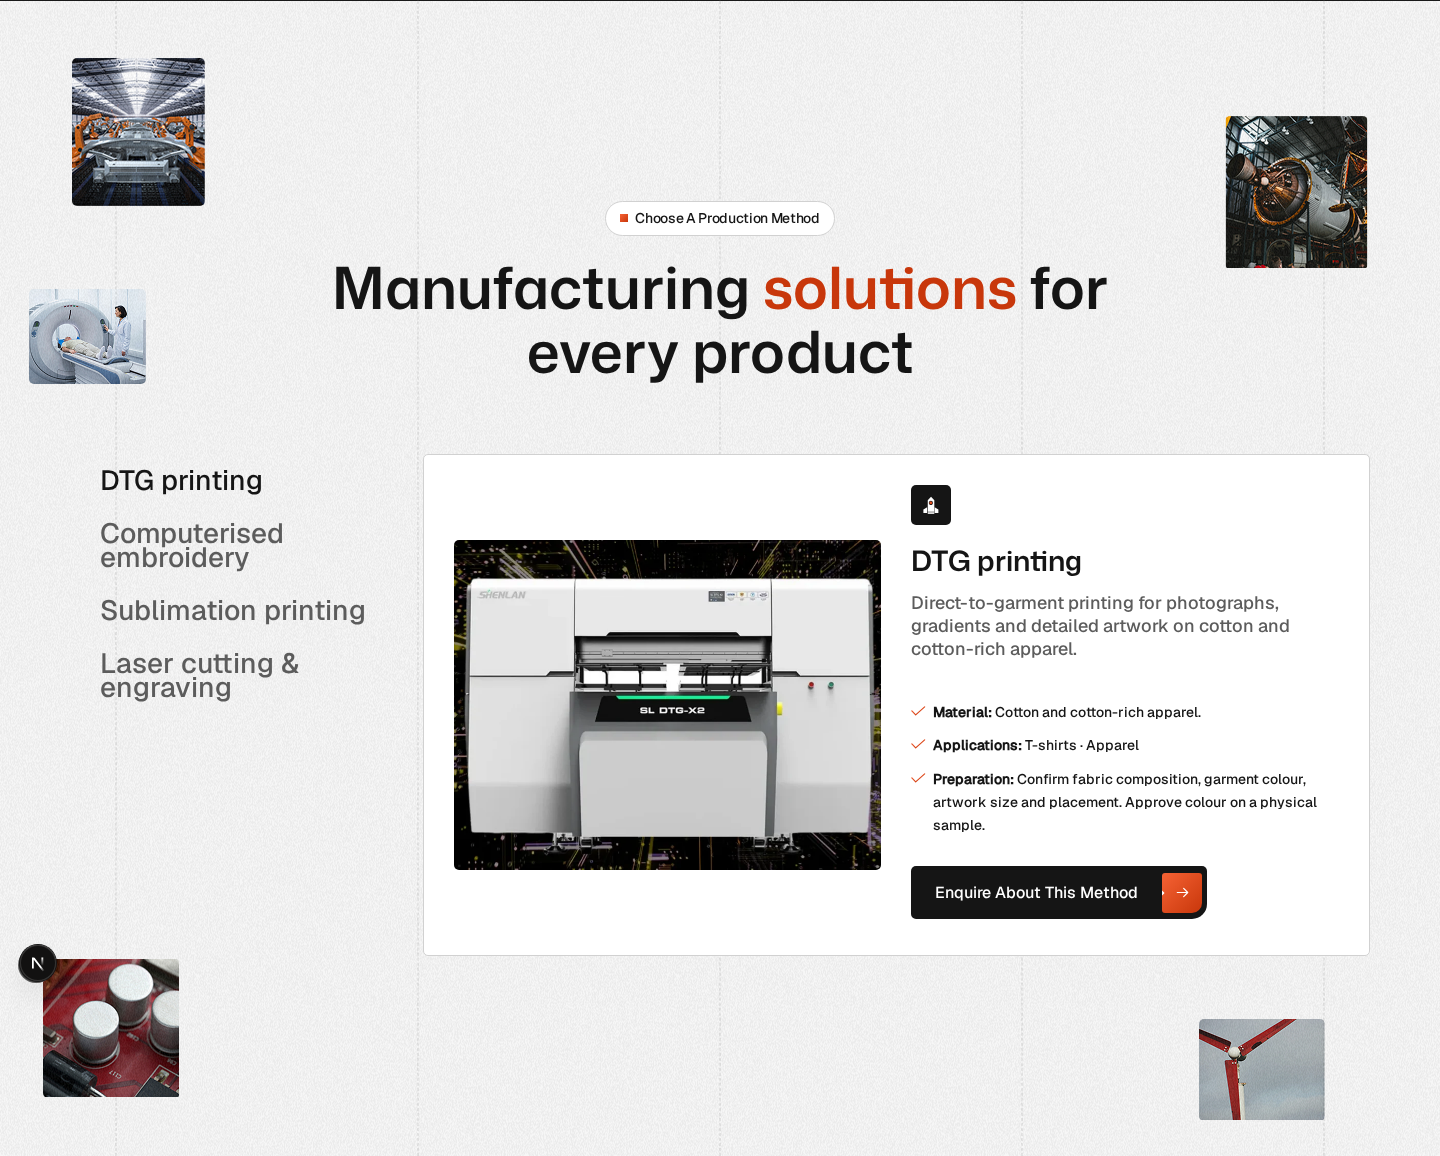 Choose A Production Method
Manufacturing solutions for
every product
DTG printing
Computerised
embroidery
Sublimation printing
Laser cutting &
engraving
SHENLAN
SL DTG-X2
DTG printing
Direct-to-garment printing for photographs,
gradients and detailed artwork on cotton and
cotton-rich apparel.
Material: Cotton and cotton-rich apparel.
Applications: T-shirts · Apparel
Preparation: Confirm fabric composition, garment colour,
artwork size and placement. Approve colour on a physical
sample.
Enquire About This Method
N